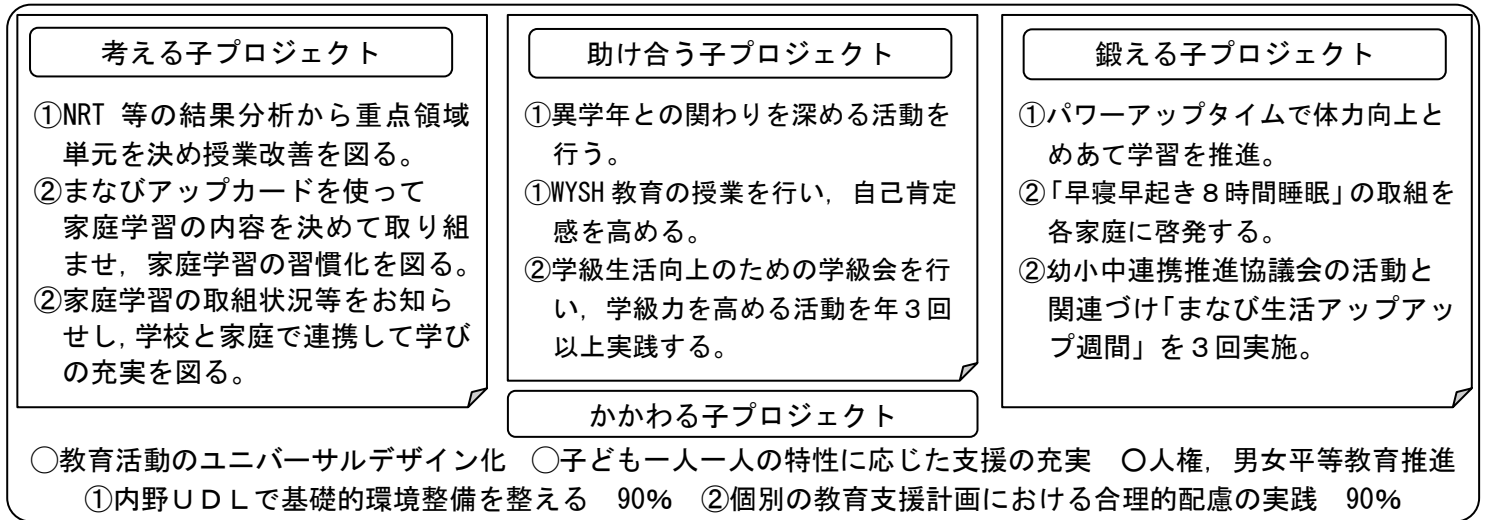 考える子プロジェクト
①NRT 等の結果分析から重点領域
単元を決め授業改善を図る。
②まなびアップカードを使って
家庭学習の内容を決めて取り組
ませ，家庭学習の習慣化を図る。
②家庭学習の取組状況等をお知ら
せし,学校と家庭で連携して学び
の充実を図る。
助け合う子プロジェクト
①異学年との関わりを深める活動を
行う。
①WYSH 教育の授業を行い，自己肯定
感を高める。
②学級生活向上のための学級会を行
い，学級力を高める活動を年３回
以上実践する。
鍛える子プロジェクト
①パワーアップタイムで体力向上と
めあて学習を推進。
②「早寝早起き８時間睡眠」の取組を
各家庭に啓発する。
②幼小中連携推進協議会の活動と
関連づけ「まなび生活アップアッ
プ週間」を３回実施。
かかわる子プロジェクト
○教育活動のユニバーサルデザイン化　○子ども一人一人の特性に応じた支援の充実　○人権，男女平等教育推進
①内野ＵＤＬで基礎的環境整備を整える　90％　②個別の教育支援計画における合理的配慮の実践　90％